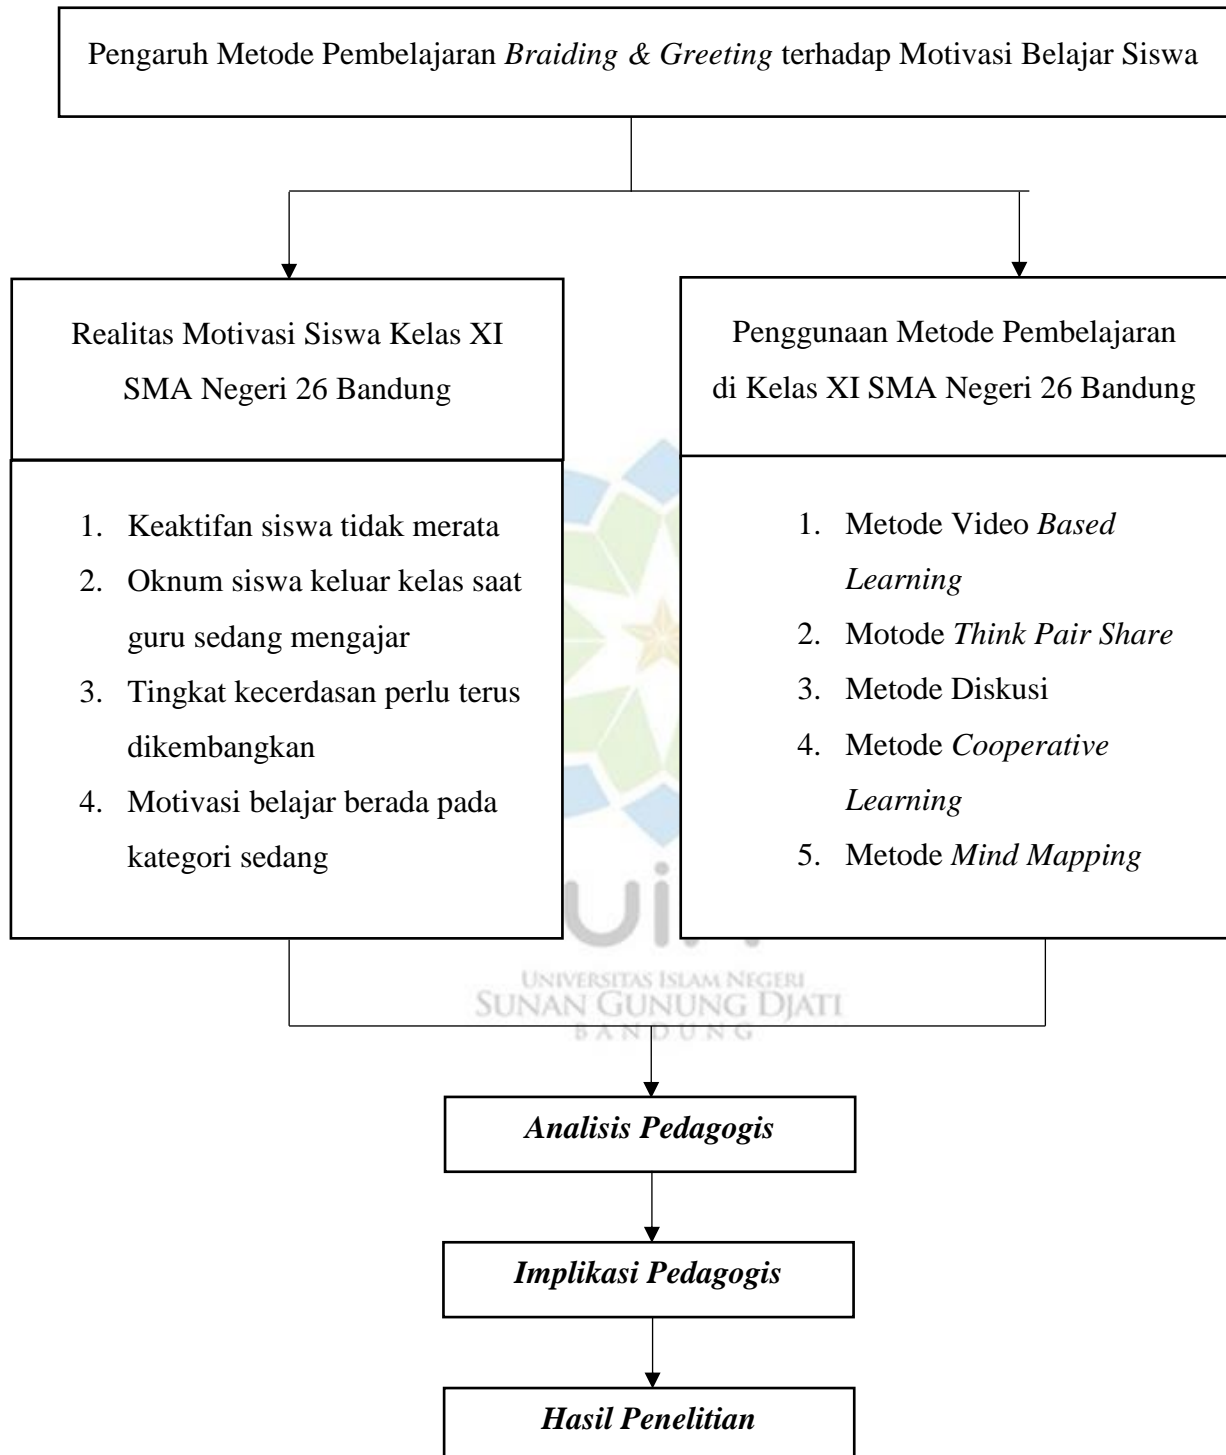 Pengaruh Metode Pembelajaran Braiding & Greeting terhadap Motivasi Belajar Siswa
Realitas Motivasi Siswa Kelas XI
SMA Negeri 26 Bandung
1. Keaktifan siswa tidak merata
2. Oknum siswa keluar kelas saat
guru sedang mengajar
3. Tingkat kecerdasan perlu terus
dikembangkan
4. Motivasi belajar berada pada
kategori sedang
Penggunaan Metode Pembelajaran
di Kelas XI SMA Negeri 26 Bandung
1. Metode Video Based
Learning
2. Motode Think Pair Share
3. Metode Diskusi
4. Metode Cooperative
Learning
5. Metode Mind Mapping
UNIVERSITAS ISLAM NEGERI
SUNAN GUNUNG DJATI
BANDUNG
Analisis Pedagogis
Implikasi Pedagogis
Hasil Penelitian